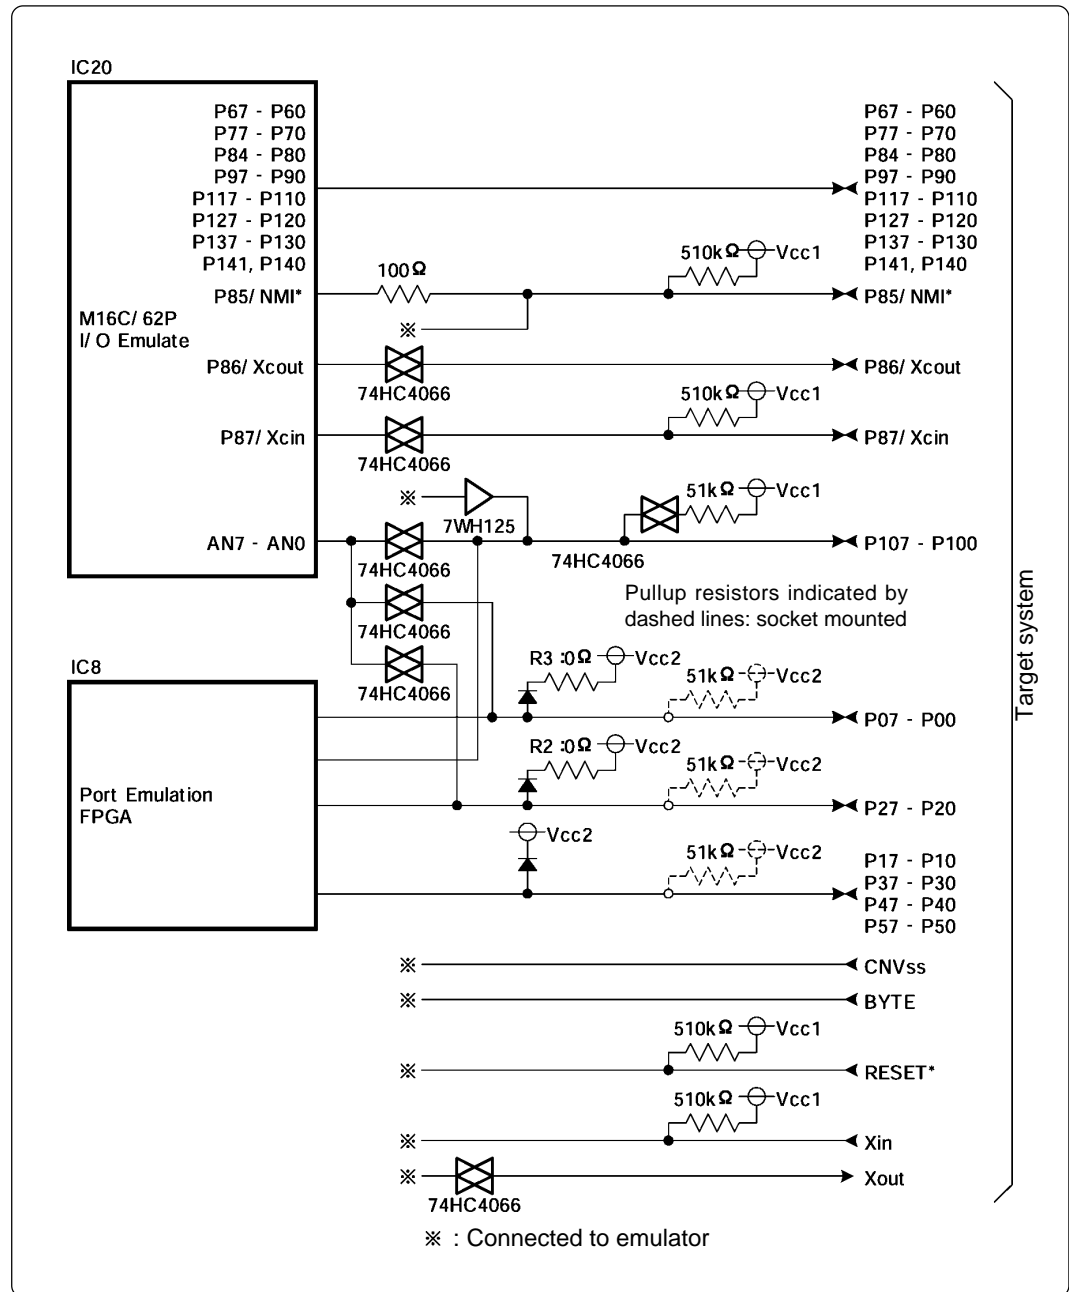 IC20
P67 - P60
P77 - P70
P84 - P80
P97 - P90
P117 - P110
P127 - P120
P137 - P130
P141, P140
P85/ NMI*
M16C/ 62P
I/ O Emulate
P86/ Xcout
P87/ Xcin
AN7 - AN0
100Ω
※
74HC4066
74HC4066
※
7WH125
74HC4066
74HC4066
74HC4066
74HC4066
510kΩ Vcc1
510kΩ Vcc1
51kΩ Vcc1
P67 - P60
P77 - P70
P84 - P80
P97 - P90
P117 - P110
P127 - P120
P137 - P130
P141, P140
P85/ NMI*
P86/ Xcout
P87/ Xcin
P107 - P100
Pullup resistors indicated by
dashed lines: socket mounted
Target system
IC8
Port Emulation
FPGA
R3 :0Ω Vcc2
51kΩ Vcc2
P07 - P00
R2 :0Ω Vcc2
51kΩ Vcc2
P27 - P20
Vcc2
51kΩ Vcc2
P17 - P10
P37 - P30
P47 - P40
P57 - P50
※ CNVss
※ BYTE
510kΩ Vcc1
※ RESET*
510kΩ Vcc1
※ Xin
※ Xout
74HC4066
※ : Connected to emulator